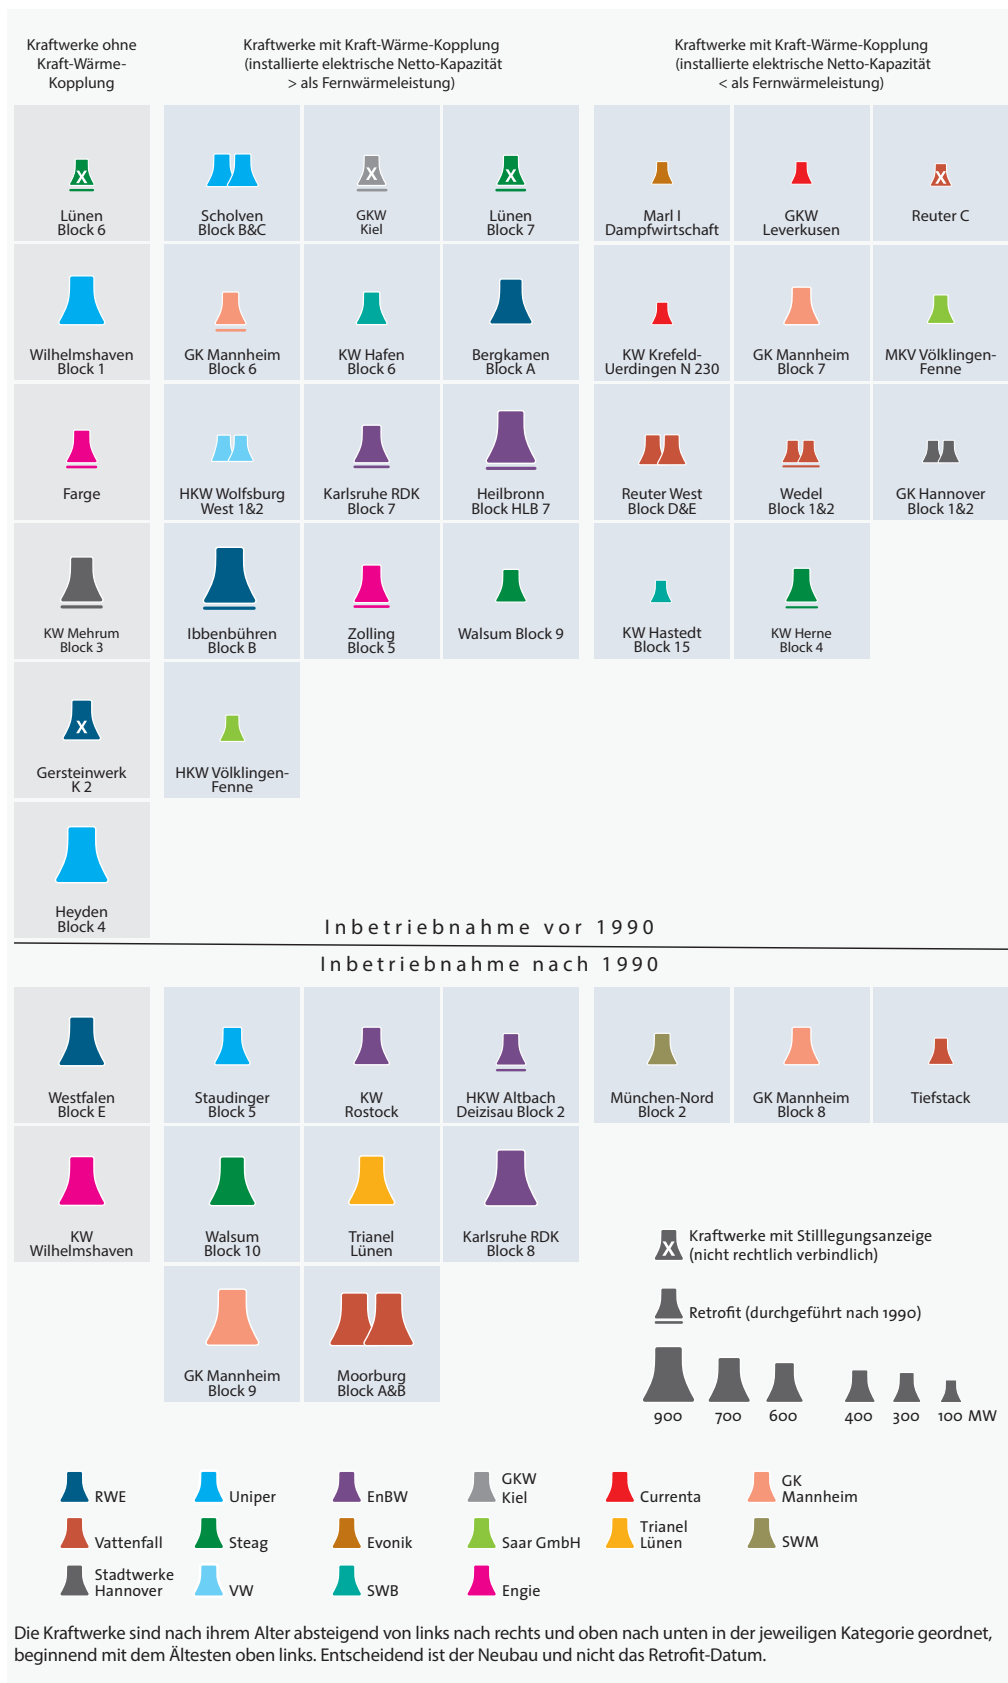 Kraftwerke ohne
Kraft-Wärme-
Kopplung
Kraftwerke mit Kraft-Wärme-Kopplung
(installierte elektrische Netto-Kapazität
> als Fernwärmeleistung)
Kraftwerke mit Kraft-Wärme-Kopplung
(installierte elektrische Netto-Kapazität
< als Fernwärmeleistung)
X
Lünen
Block 6
Scholven
Block B&C
X
GKW
Kiel
X
Lünen
Block 7
Marl I
Dampfwirtschaft
GKW
Leverkusen
X
Reuter C
Wilhelmshaven
Block 1
GK Mannheim
Block 6
KW Hafen
Block 6
Bergkamen
Block A
KW Krefeld-
Uerdingen N 230
GK Mannheim
Block 7
MKV Völklingen-
Fenne
Farge
HKW Wolfsburg
West 1&2
Karlsruhe RDK
Block 7
Heilbronn
Block HLB 7
Reuter West
Block D&E
Wedel
Block 1&2
GK Hannover
Block 1&2
KW Mehrum
Block 3
Ibbenbühren
Block B
Zolling
Block 5
Walsum Block 9
KW Hastedt
Block 15
KW Herne
Block 4
X
Gersteinwerk
K 2
HKW Völklingen-
Fenne
Heyden
Block 4
Inbetriebnahme vor 1990
Inbetriebnahme nach 1990
Westfalen
Block E
Staudinger
Block 5
KW
Rostock
HKW Altbach
Deizisau Block 2
München-Nord
Block 2
GK Mannheim
Block 8
Tiefstack
KW
Wilhelmshaven
Walsum
Block 10
Trianel
Lünen
Karlsruhe RDK
Block 8
GK Mannheim
Block 9
Moorburg
Block A&B
X
Kraftwerke mit Stilllegungsanzeige
(nicht rechtlich verbindlich)
Retrofit (durchgeführt nach 1990)
900 700 600 400 300 100 MW
RWE
Uniper
EnBW
GKW
Kiel
Currenta
GK
Mannheim
Vattenfall
Steag
Evonik
Saar GmbH
Trianel
Lünen
SWM
Stadtwerke
Hannover
VW
SWB
Engie
Die Kraftwerke sind nach ihrem Alter absteigend von links nach rechts und oben nach unten in der jeweiligen Kategorie geordnet,
beginnend mit dem Ältesten oben links. Entscheidend ist der Neubau und nicht das Retrofit-Datum.